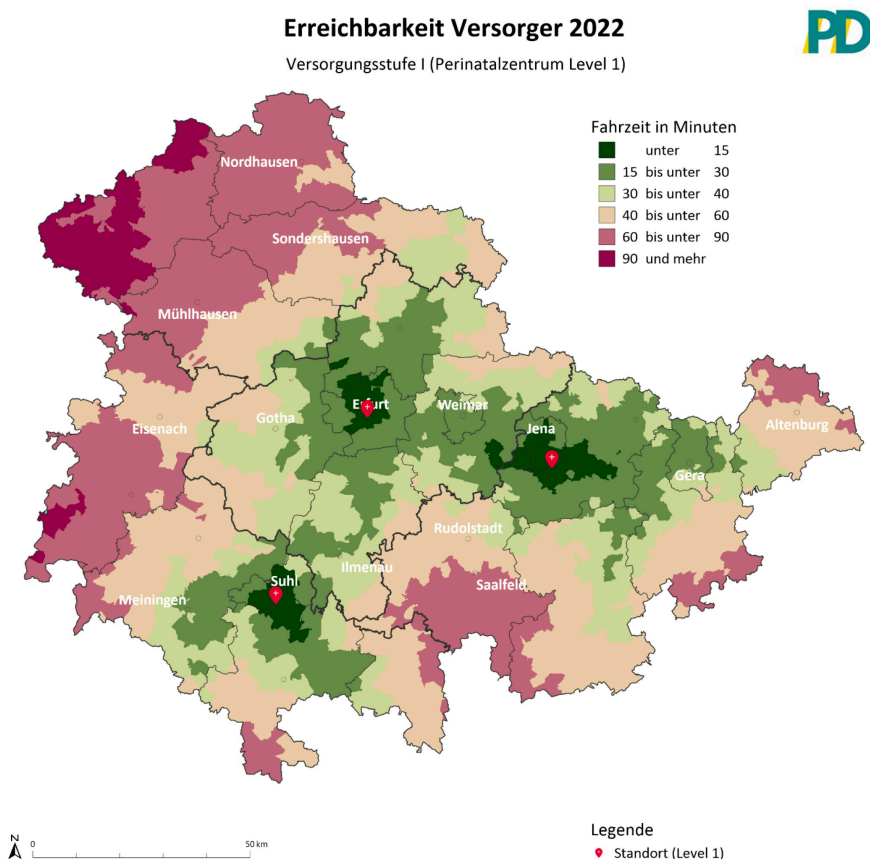 Erreichbarkeit Versorger 2022
PD
Versorgungsstufe I (Perinatalzentrum Level 1)
Fahrzeit in Minuten
unter 15
15 bis unter 30
30 bis unter 40
40 bis unter 60
60 bis unter 90
90 und mehr
Nordhausen
Sondershausen
Mühlhausen
Eisenach
Gotha
Erfurt
Weimar
Jena
Gera
Altenburg
Rudolstadt
Ilmenau
Suhl
Saalfeld
Meiningen
Legende
Standort (Level 1)
N
0 50 km